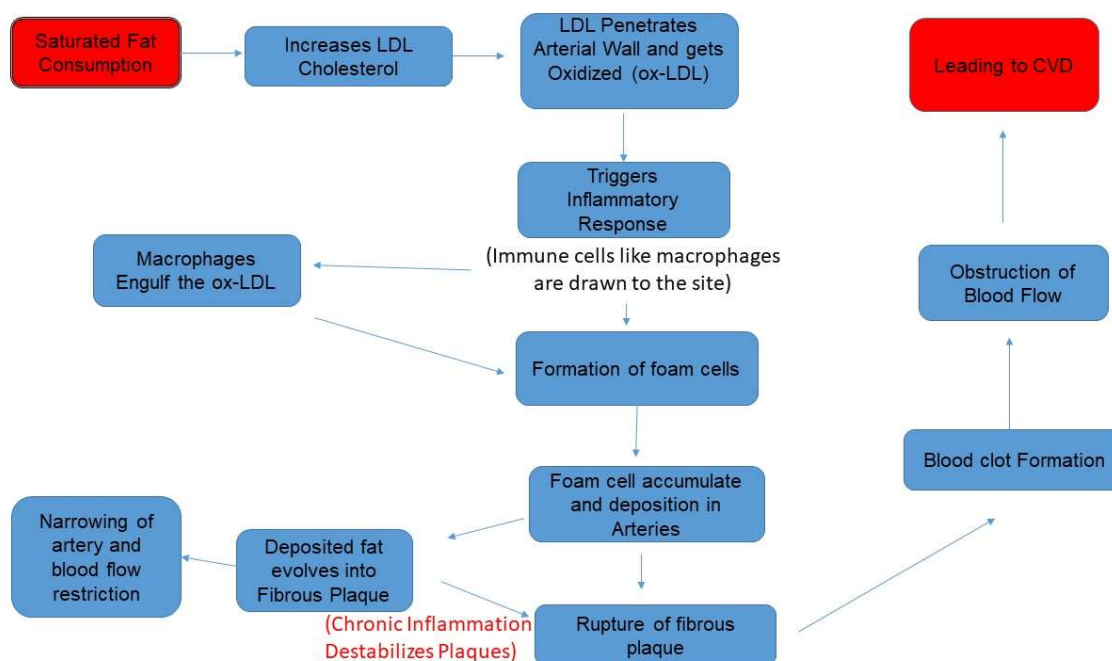 Saturated Fat
Consumption
Increases LDL
Cholesterol
LDL Penetrates
Arterial Wall and gets
Oxidized (ox-LDL)
Triggers
Inflammatory
Response
(Immune cells like macrophages
are drawn to the site)
Macrophages
Engulf the ox-LDL
Formation of foam cells
Foam cell accumulate
and deposition in
Arteries
Deposited fat
evolves into
Fibrous Plaque
Narrowing of
artery and
blood flow
restriction
(Chronic Inflammation
Destabilizes Plaques)
Rupture of fibrous
plaque
Blood clot Formation
Obstruction of
Blood Flow
Leading to CVD